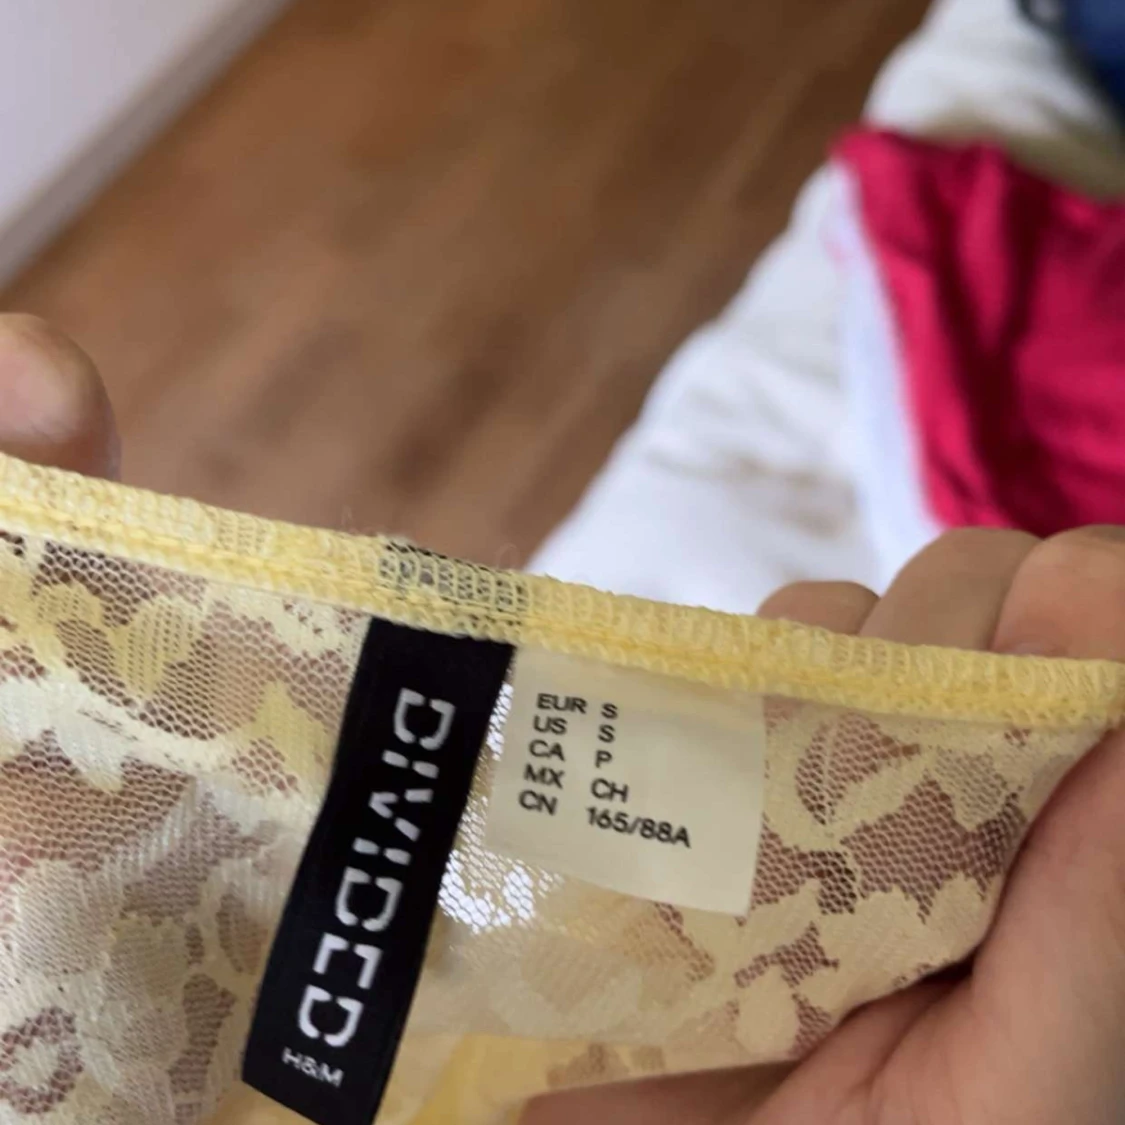 DIVIDED
H&M
EUR S
US S
CA P
MX CH
CN 165/88A